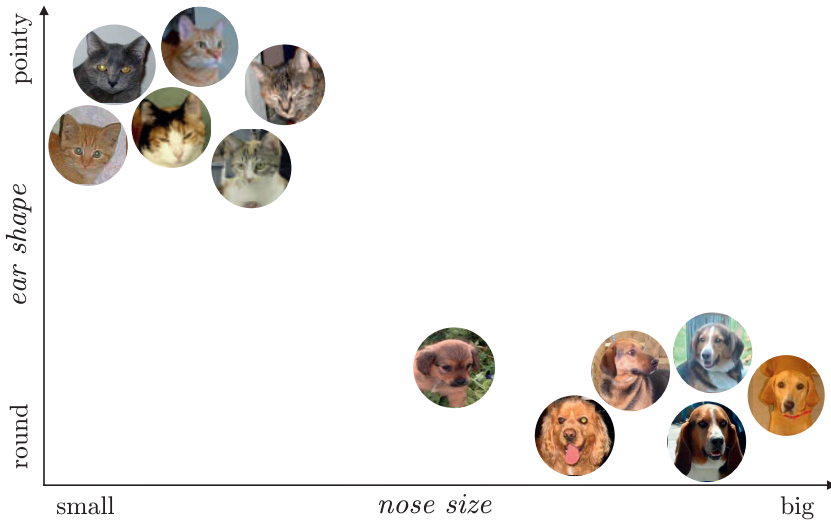 pointy
ear shape
round
small
nose size
big